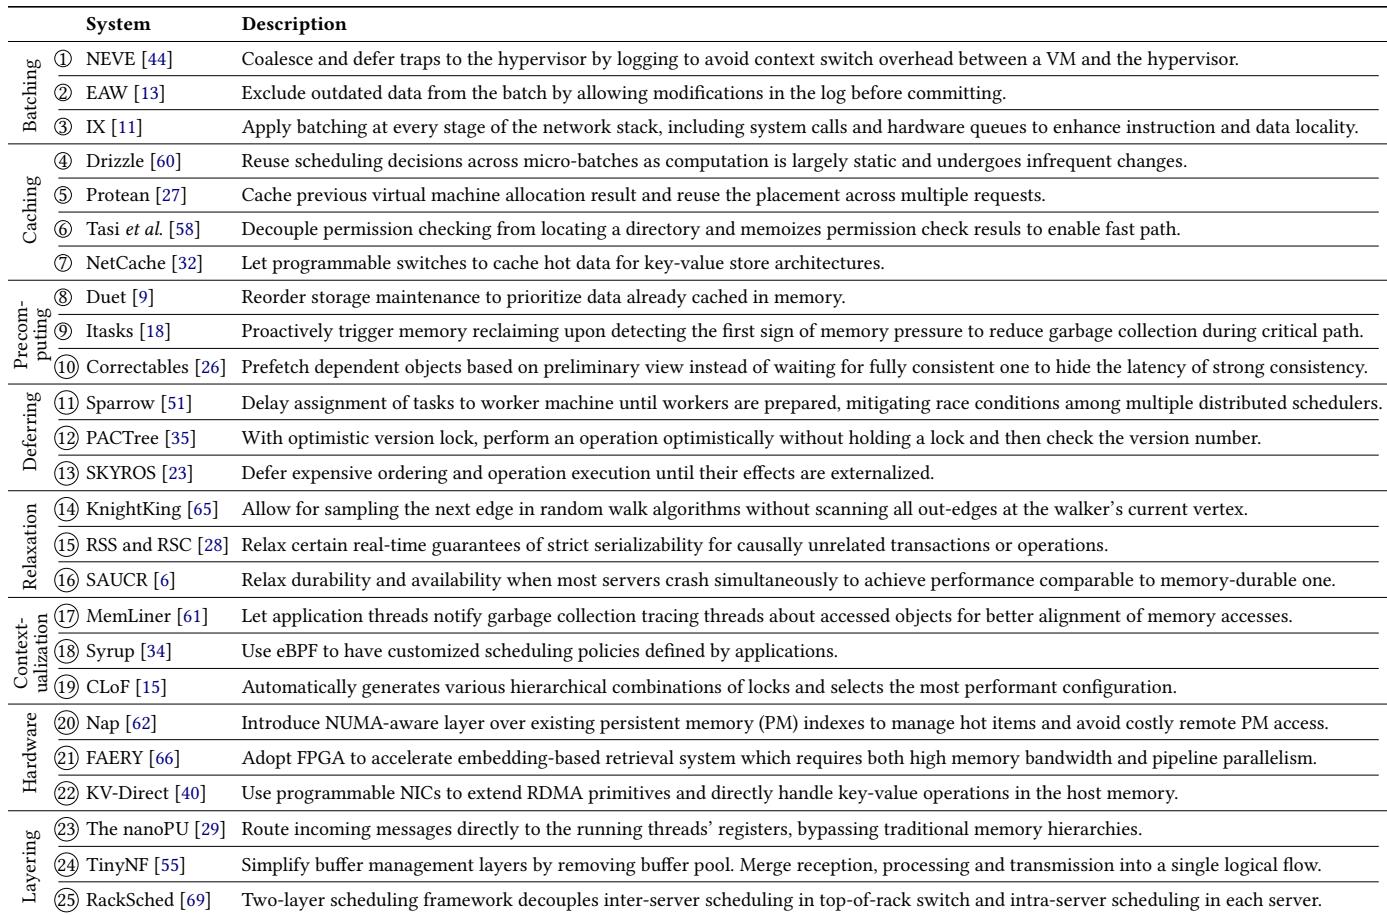 System Description
Batching
① NEVE [44] Coalesce and defer traps to the hypervisor by logging to avoid context switch overhead between a VM and the hypervisor.
② EAW [13] Exclude outdated data from the batch by allowing modifications in the log before committing.
③ IX [11] Apply batching at every stage of the network stack, including system calls and hardware queues to enhance instruction and data locality.
Caching
④ Drizzle [60] Reuse scheduling decisions across micro-batches as computation is largely static and undergoes infrequent changes.
⑤ Protean [27] Cache previous virtual machine allocation result and reuse the placement across multiple requests.
⑥ Tasi et al. [58] Decouple permission checking from locating a directory and memoizes permission check resuls to enable fast path.
⑦ NetCache [32] Let programmable switches to cache hot data for key-value store architectures.
Precom-
puting
⑧ Duet [9] Reorder storage maintenance to prioritize data already cached in memory.
⑨ Itasks [18] Proactively trigger memory reclaiming upon detecting the first sign of memory pressure to reduce garbage collection during critical path.
⑩ Correctables [26] Prefetch dependent objects based on preliminary view instead of waiting for fully consistent one to hide the latency of strong consistency.
Deferring
⑪ Sparrow [51] Delay assignment of tasks to worker machine until workers are prepared, mitigating race conditions among multiple distributed schedulers.
⑫ PACTree [35] With optimistic version lock, perform an operation optimistically without holding a lock and then check the version number.
⑬ SKYROS [23] Defer expensive ordering and operation execution until their effects are externalized.
Relaxation
⑭ KnightKing [65] Allow for sampling the next edge in random walk algorithms without scanning all out-edges at the walker's current vertex.
⑮ RSS and RSC [28] Relax certain real-time guarantees of strict serializability for causally unrelated transactions or operations.
⑯ SAUCR [6] Relax durability and availability when most servers crash simultaneously to achieve performance comparable to memory-durable one.
Context-
ualization
⑰ MemLiner [61] Let application threads notify garbage collection tracing threads about accessed objects for better alignment of memory accesses.
⑱ Syrup [34] Use eBPF to have customized scheduling policies defined by applications.
⑲ CLoF [15] Automatically generates various hierarchical combinations of locks and selects the most performant configuration.
Hardware
⑳ Nap [62] Introduce NUMA-aware layer over existing persistent memory (PM) indexes to manage hot items and avoid costly remote PM access.
㉑ FAERY [66] Adopt FPGA to accelerate embedding-based retrieval system which requires both high memory bandwidth and pipeline parallelism.
㉒ KV-Direct [40] Use programmable NICs to extend RDMA primitives and directly handle key-value operations in the host memory.
Layering
㉓ The nanoPU [29] Route incoming messages directly to the running threads' registers, bypassing traditional memory hierarchies.
㉔ TinyNF [55] Simplify buffer management layers by removing buffer pool. Merge reception, processing and transmission into a single logical flow.
㉕ RackSched [69] Two-layer scheduling framework decouples inter-server scheduling in top-of-rack switch and intra-server scheduling in each server.